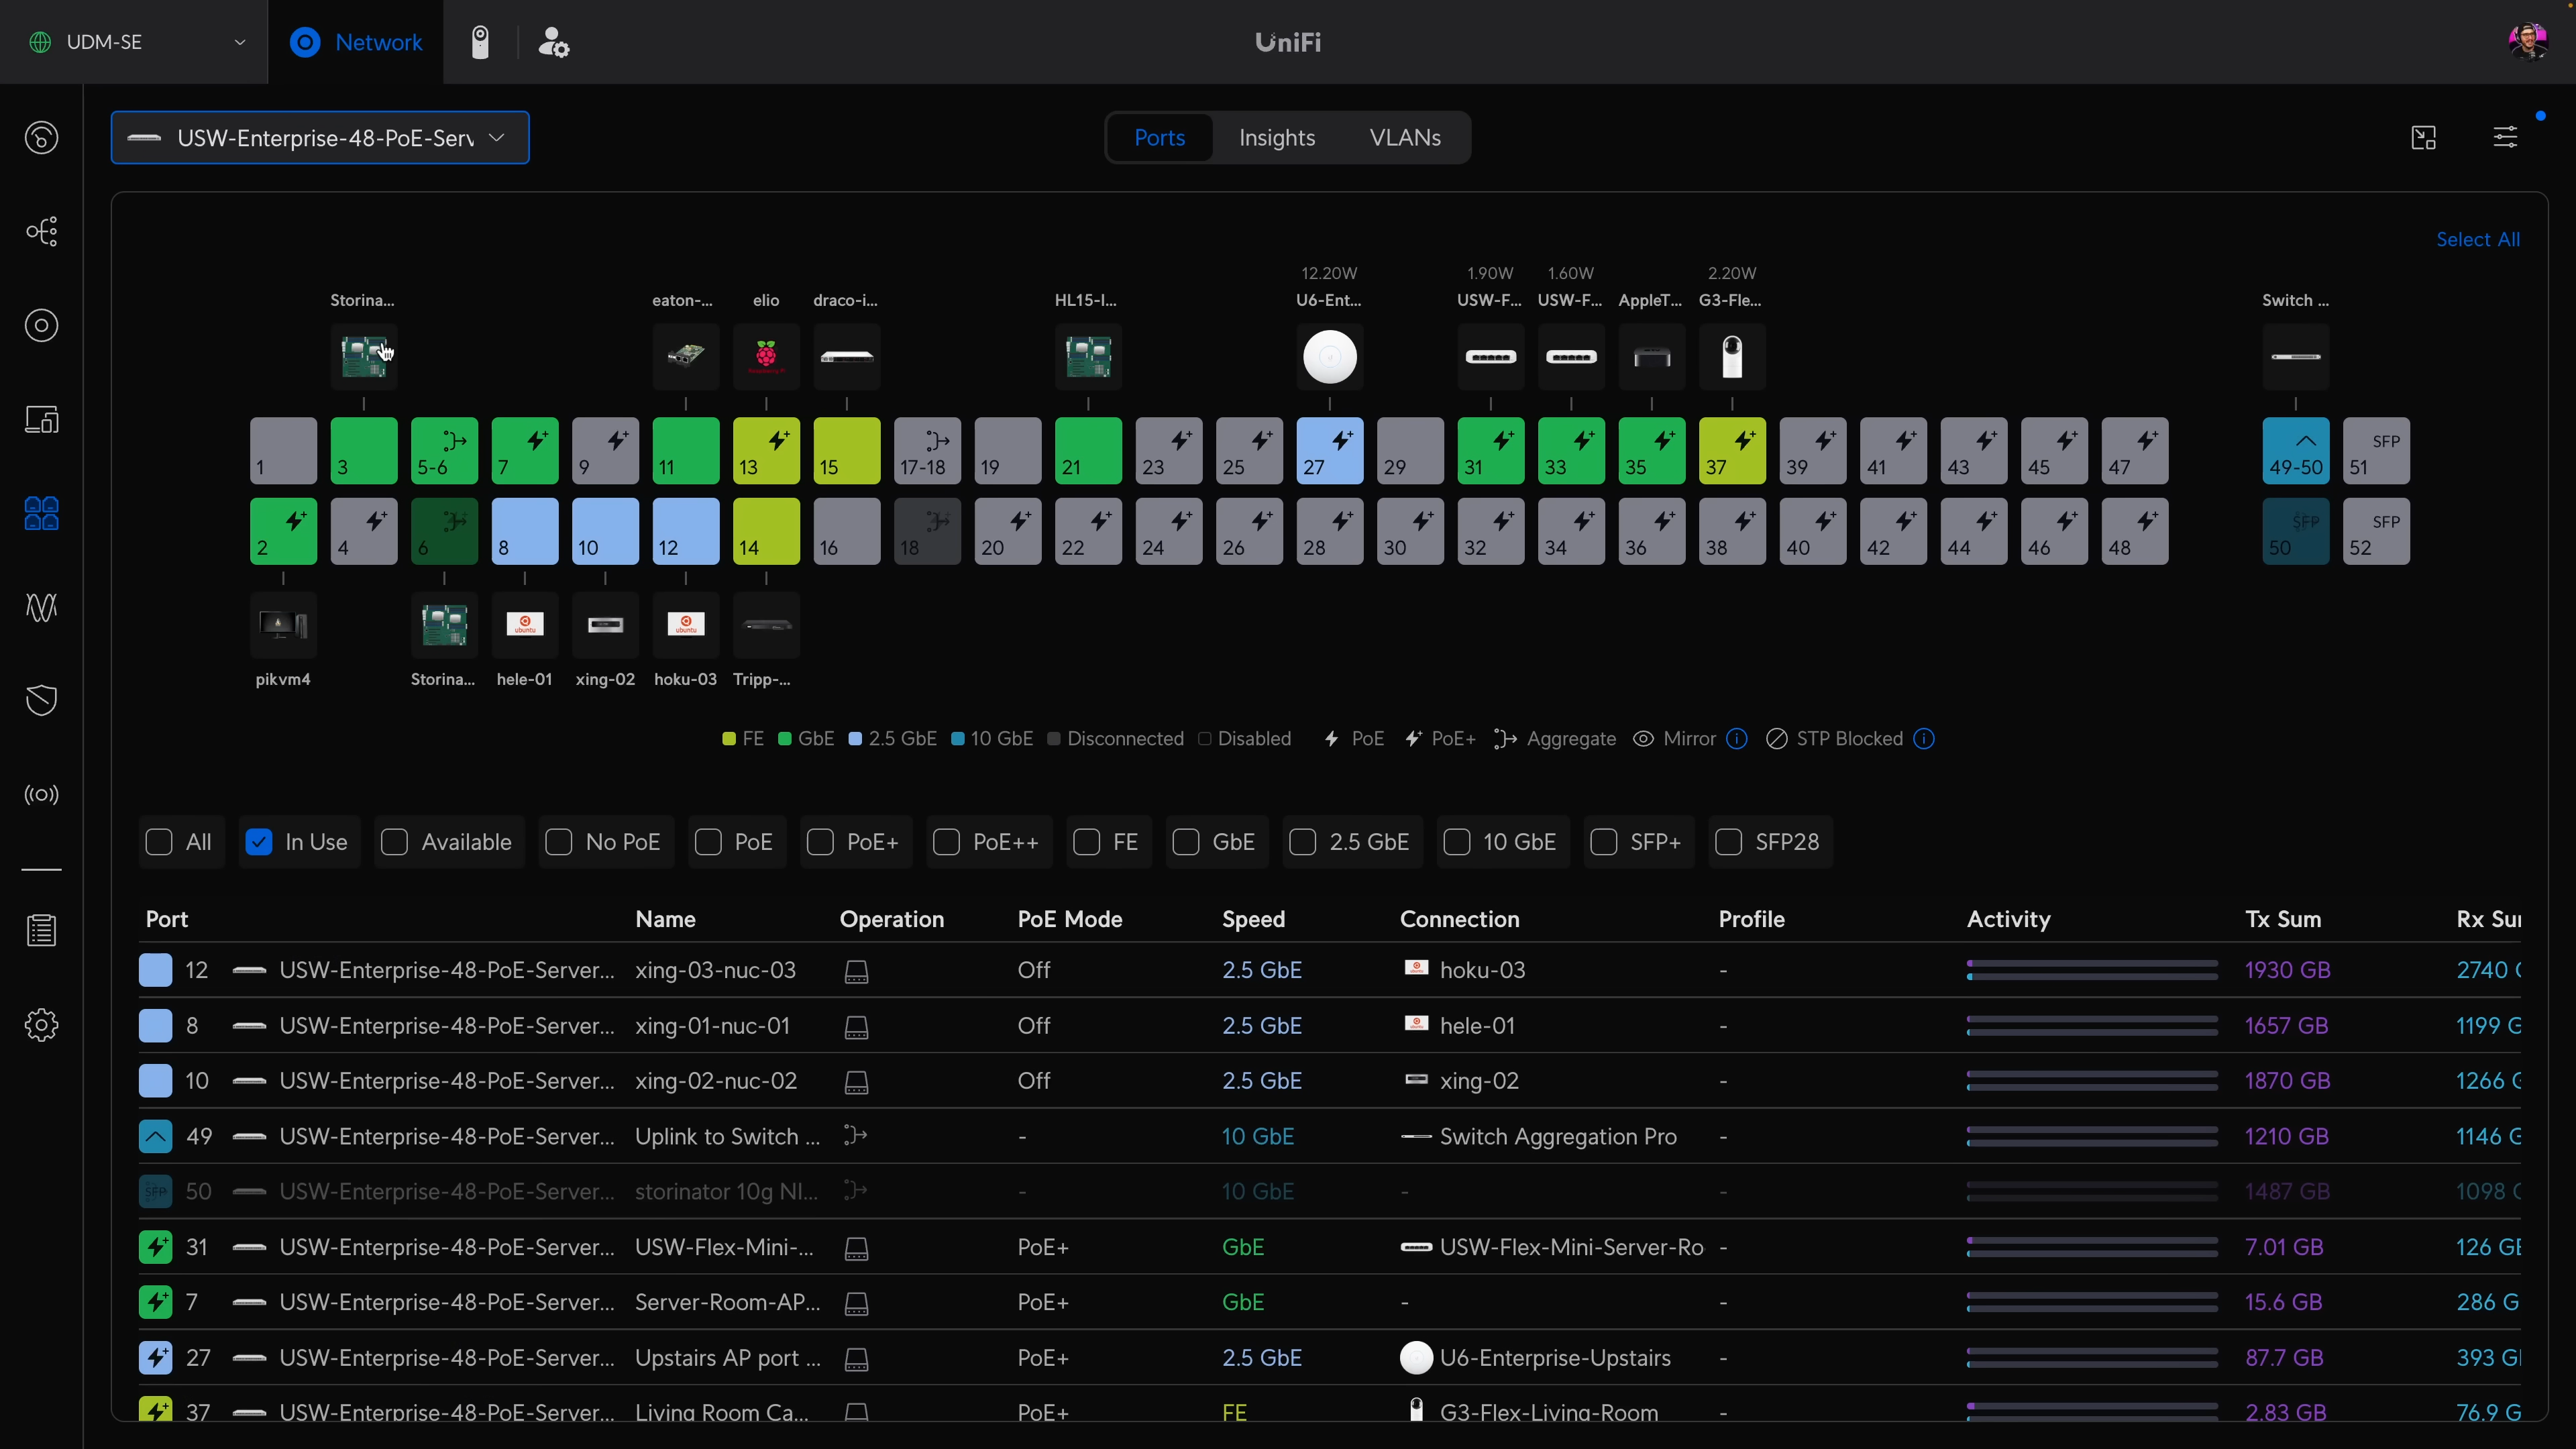 UDM-SE
Network
UniFi
USW-Enterprise-48-PoE-Serv
Ports Insights VLANs
Select All
12.20W 1.90W 1.60W 2.20W
Storina... eaton-... elio draco-i... HL15-I... U6-Ent... USW-F... USW-F... AppleT... G3-Fle... Switch ...
1 3 5-6 7 9 11 13 15 17-18 19 21 23 25 27 29 31 33 35 37 39 41 43 45 47 49-50 SFP 51
2 4 6 8 10 12 14 16 18 20 22 24 26 28 30 32 34 36 38 40 42 44 46 48 SFP 50 SFP 52
pikvm4 Storina... hele-01 xing-02 hoku-03 Tripp-...
FE GbE 2.5 GbE 10 GbE Disconnected Disabled PoE PoE+ Aggregate Mirror STP Blocked
All In Use Available No PoE PoE PoE+ PoE++ FE GbE 2.5 GbE 10 GbE SFP+ SFP28
Port Name Operation PoE Mode Speed Connection Profile Activity Tx Sum Rx Su
12 USW-Enterprise-48-PoE-Server... xing-03-nuc-03 Off 2.5 GbE hoku-03 - 1930 GB 2740
8 USW-Enterprise-48-PoE-Server... xing-01-nuc-01 Off 2.5 GbE hele-01 - 1657 GB 1199 G
10 USW-Enterprise-48-PoE-Server... xing-02-nuc-02 Off 2.5 GbE xing-02 - 1870 GB 1266 G
49 USW-Enterprise-48-PoE-Server... Uplink to Switch ... - 10 GbE Switch Aggregation Pro - 1210 GB 1146 G
SFP 50 USW-Enterprise-48-PoE-Server... storinator 10g NI... - 10 GbE - - 1487 GB 1098
31 USW-Enterprise-48-PoE-Server... USW-Flex-Mini-... PoE+ GbE USW-Flex-Mini-Server-Ro - 7.01 GB 126 GB
7 USW-Enterprise-48-PoE-Server... Server-Room-AP... PoE+ GbE - - 15.6 GB 286 G
27 USW-Enterprise-48-PoE-Server... Upstairs AP port ... PoE+ 2.5 GbE U6-Enterprise-Upstairs - 87.7 GB 393 G
37 USW-Enterprise-48-PoE-Server... Living Room Ca... PoE+ FE G3-Flex-Living-Room - 2.83 GB 76.9 G